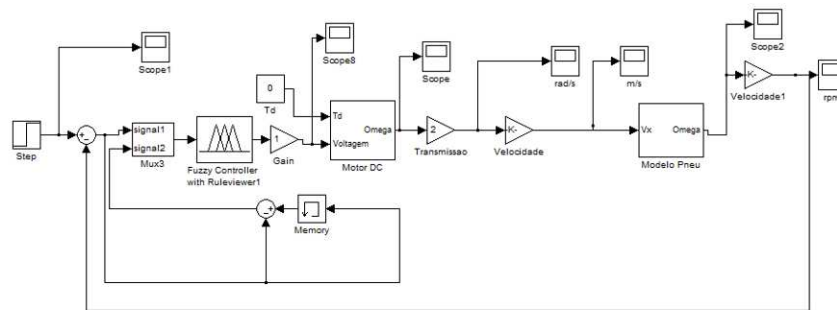 Scope1
Scope8
Scope
rad/s
m/s
Scope2
K-
Velocidade1
rpm
0
Td
Step
+
-
signal1
signal2
Mux3
Fuzzy Controller
with Ruleviewer1
1
Gain
Td
Voltagem
Omega
Motor DC
2
Transmissao
K-
Velocidade
Vx
Omega
Modelo Pneu
-
+
Memory